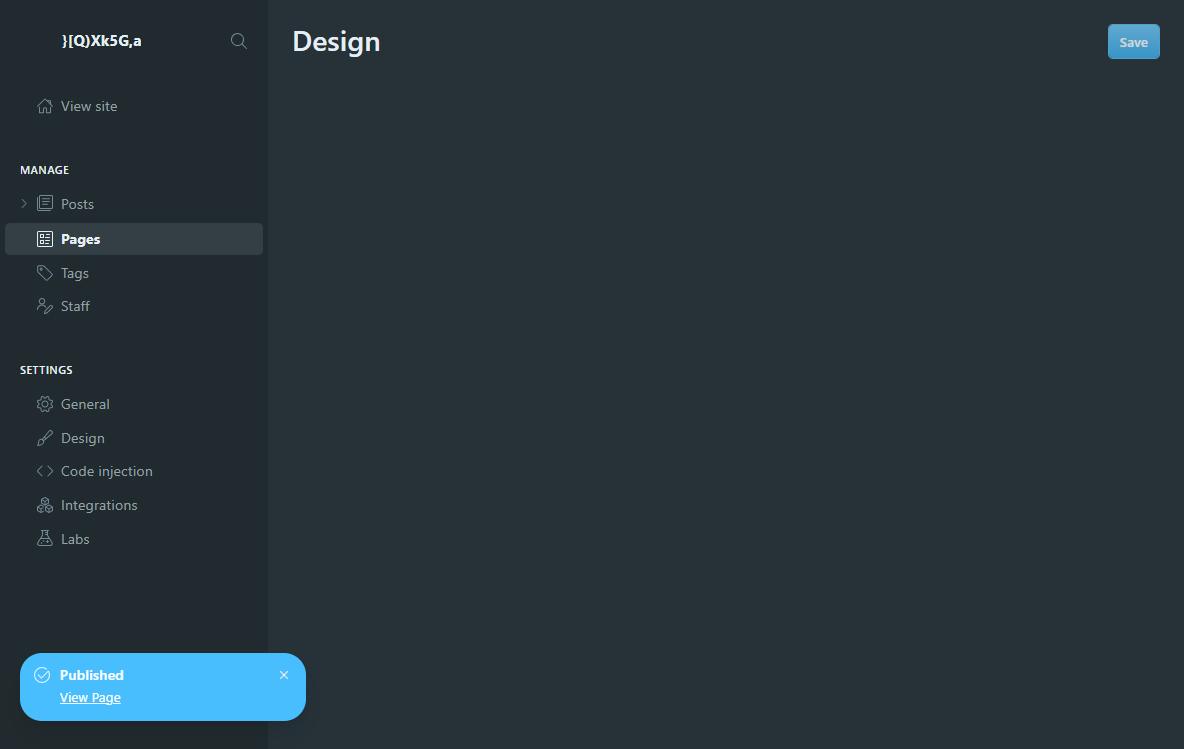 }[Q)Xk5G,a
View site
MANAGE
Posts
Pages
Tags
Staff
SETTINGS
General
Design
Code injection
Integrations
Labs
Published
View Page
Design
Save